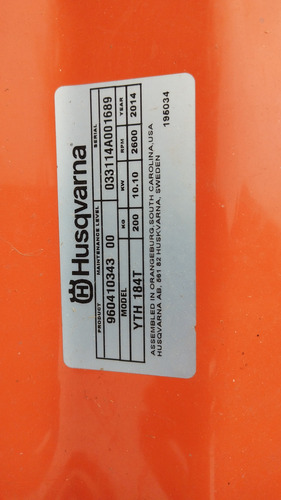 Husqvarna
PRODUCT MAINTENANCE LEVEL SERIAL
960410343 00 033114A001689
MODEL KG KW RPM YEAR
YTH 184T 200 10.10 2600 2014
ASSEMBLED IN ORANGEBURG, SOUTH CAROLINA, USA
HUSQVARNA AB, 561 82 HUSKVARNA, SWEDEN
195034